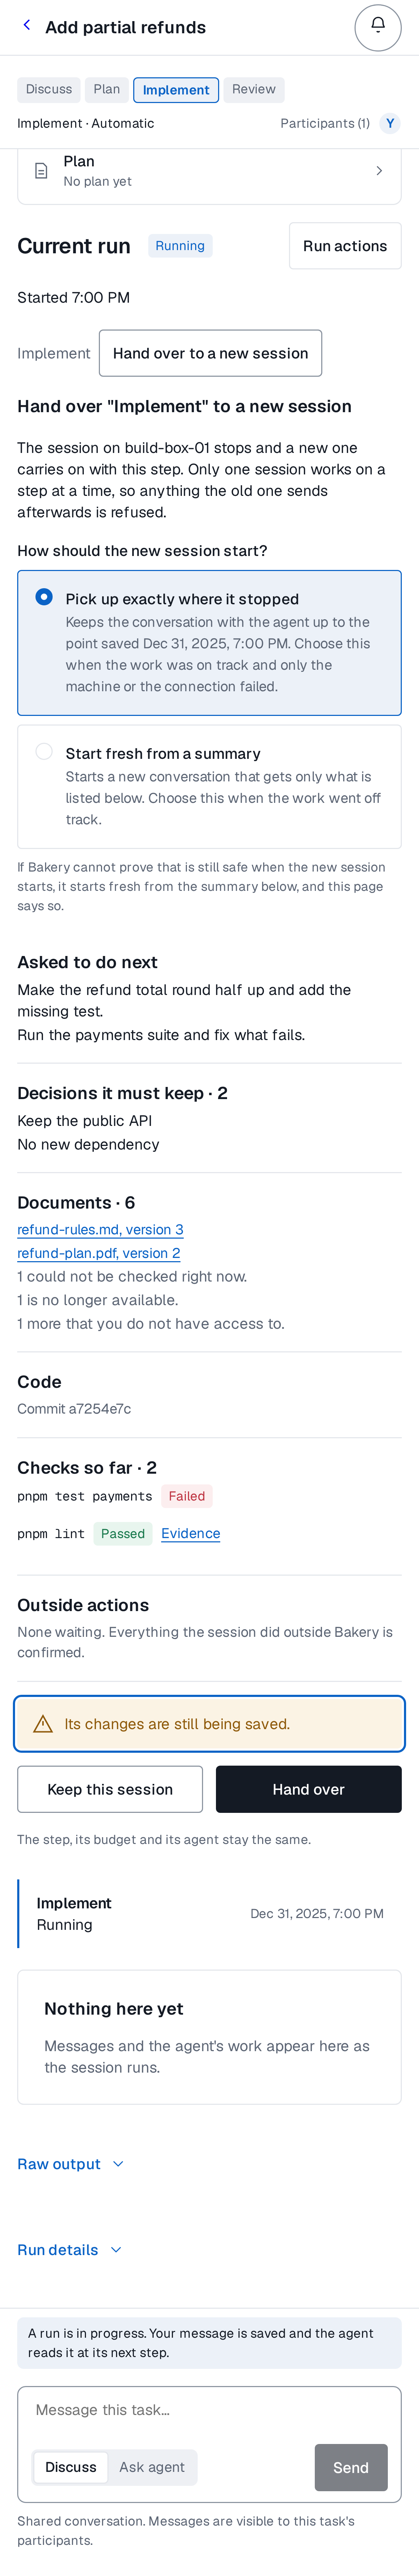 Add partial refunds
Discuss
Plan
Implement
Review
Implement · Automatic
Participants (1)
Y
Plan
No plan yet
Current run
Running
Run actions
Started 7:00 PM
Implement
Hand over to a new session
Hand over "Implement" to a new session
The session on build-box-01 stops and a new one
carries on with this step. Only one session works on a
step at a time, so anything the old one sends
afterwards is refused.
How should the new session start?
Pick up exactly where it stopped
Keeps the conversation with the agent up to the
point saved Dec 31, 2025, 7:00 PM. Choose this
when the work was on track and only the
machine or the connection failed.
Start fresh from a summary
Starts a new conversation that gets only what is
listed below. Choose this when the work went off
track.
If Bakery cannot prove that is still safe when the new session
starts, it starts fresh from the summary below, and this page
says so.
Asked to do next
Make the refund total round half up and add the
missing test.
Run the payments suite and fix what fails.
Decisions it must keep · 2
Keep the public API
No new dependency
Documents · 6
refund-rules.md, version 3
refund-plan.pdf, version 2
1 could not be checked right now.
1 is no longer available.
1 more that you do not have access to.
Code
Commit a7254e7c
Checks so far · 2
pnpm test payments
Failed
pnpm lint
Passed
Evidence
Outside actions
None waiting. Everything the session did outside Bakery is
confirmed.
Its changes are still being saved.
Keep this session
Hand over
The step, its budget and its agent stay the same.
Implement
Running
Dec 31, 2025, 7:00 PM
Nothing here yet
Messages and the agent's work appear here as
the session runs.
Raw output
Run details
A run is in progress. Your message is saved and the agent
reads it at its next step.
Message this task...
Discuss
Ask agent
Send
Shared conversation. Messages are visible to this task's
participants.